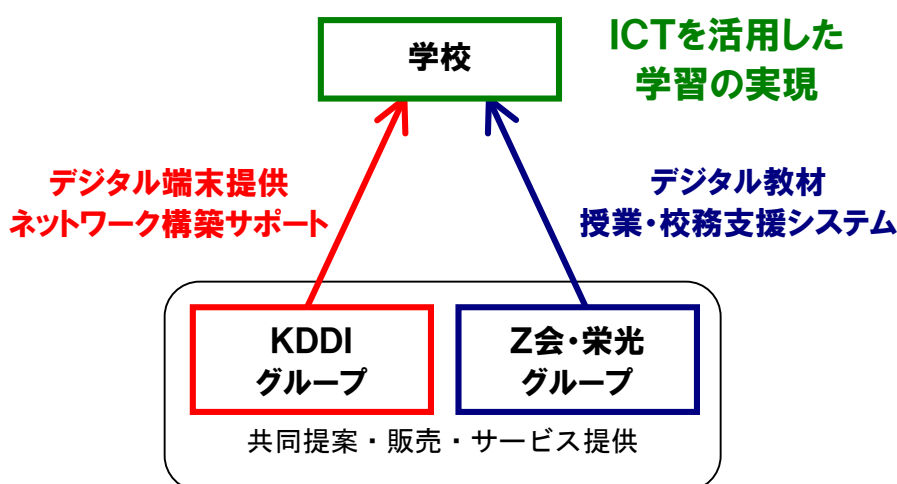 学校
ICTを活用した
学習の実現
デジタル端末提供
ネットワーク構築サポート
デジタル教材
授業・校務支援システム
KDDI
グループ
Z会・栄光
グループ
共同提案・販売・サービス提供